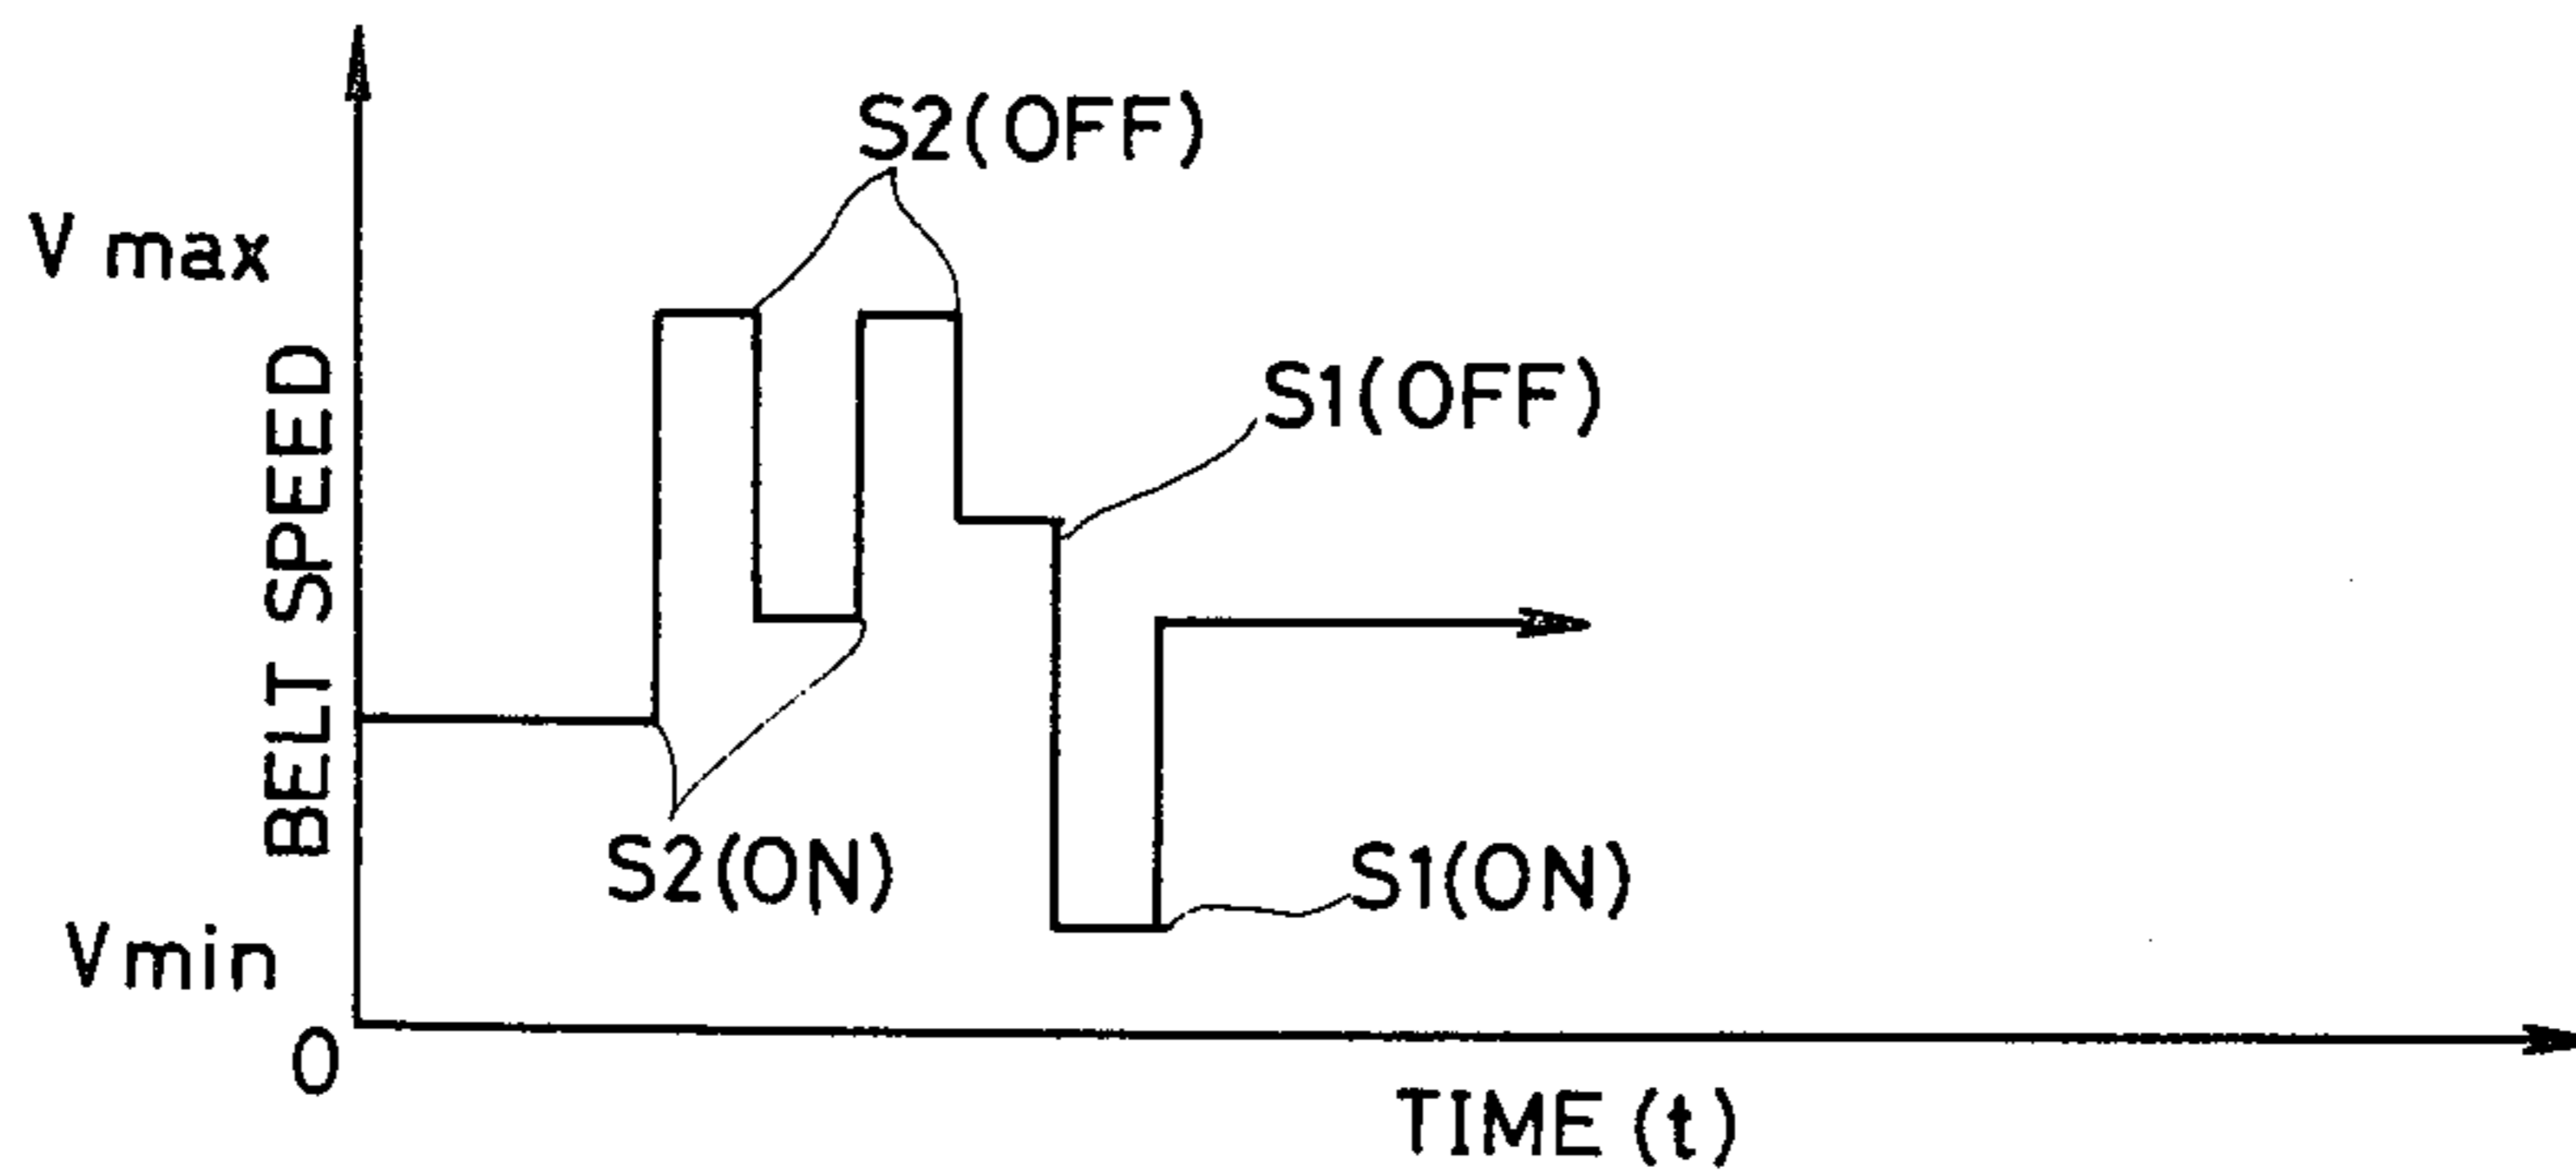 S2(OFF)
V max
S1(OFF)
BELT SPEED
S2(ON)
S1(ON)
Vmin
0
TIME (t)